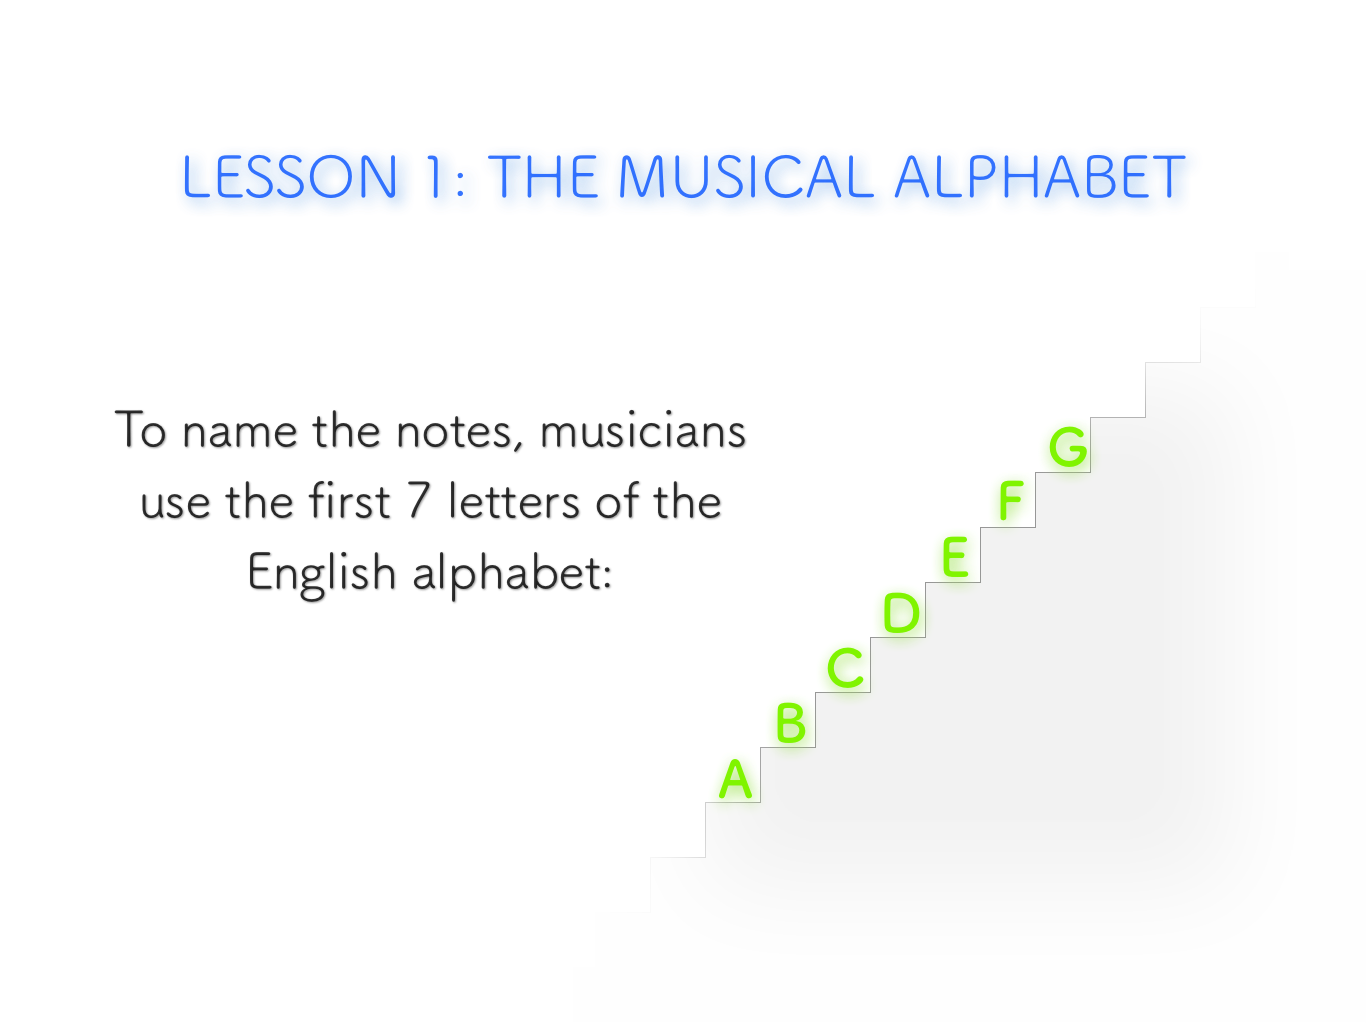 LESSON 1: THE MUSICAL ALPHABET
To name the notes, musicians
use the first 7 letters of the
English alphabet:
A
B
C
D
E
F
G